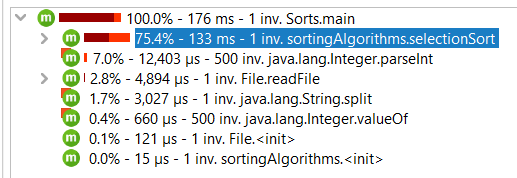 m 100.0% - 176 ms - 1 inv. Sorts.main
m 75.4% - 133 ms - 1 inv. sortingAlgorithms.selectionSort
m 7.0% - 12,403 µs - 500 inv. java.lang.Integer.parseInt
m 2.8% - 4,894 µs - 1 inv. File.readFile
m 1.7% - 3,027 µs - 1 inv. java.lang.String.split
m 0.4% - 660 µs - 500 inv. java.lang.Integer.valueOf
m 0.1% - 121 µs - 1 inv. File.<init>
m 0.0% - 15 µs - 1 inv. sortingAlgorithms.<init>